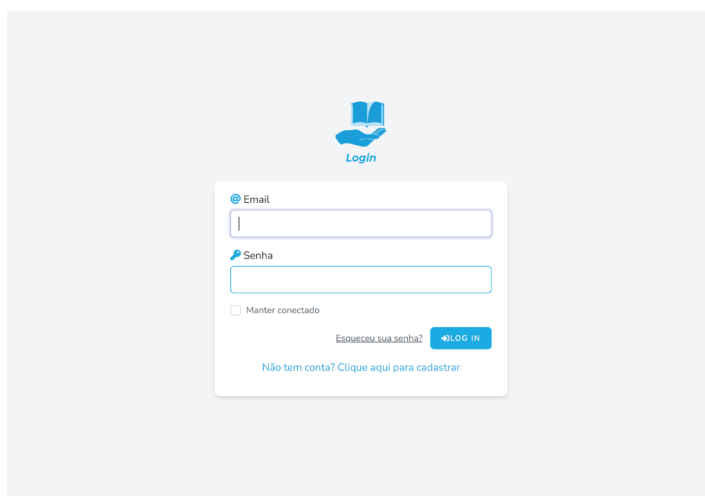 Login
@ Email
Senha
Manter conectado
Esqueceu sua senha? LOG IN
Não tem conta? Clique aqui para cadastrar